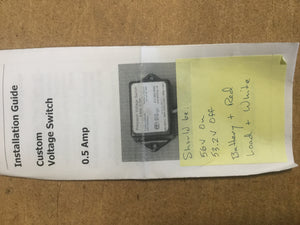 Installation Guide
Custom
Voltage Switch
0.5 Amp
Should be:
56V On
53.2V Off
Battery + Red
Load + White